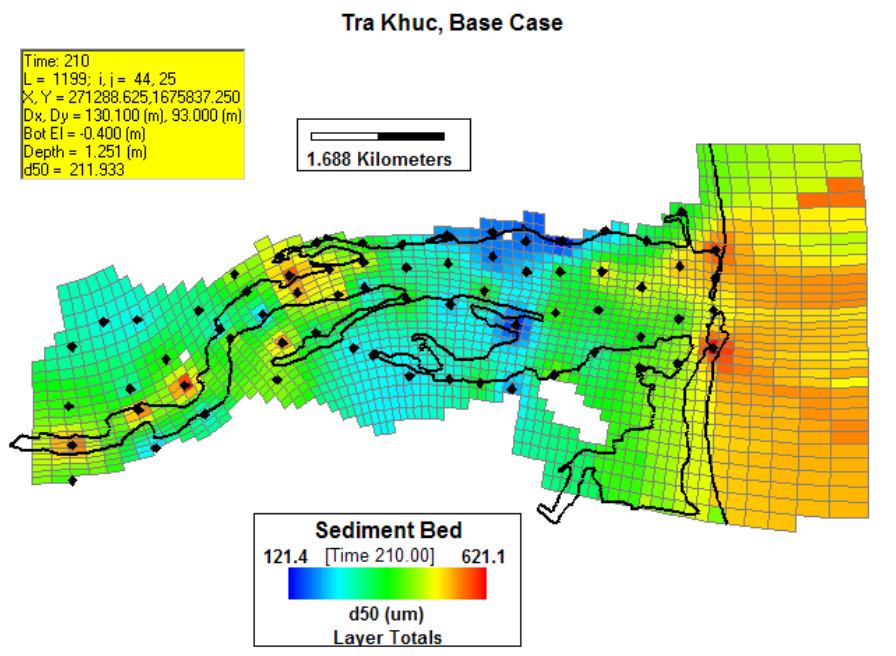 Tra Khuc, Base Case
Time: 210
L = 1199; i, j = 44, 25
X, Y = 271288.625,1675837.250
Dx, Dy = 130.100 (m), 93.000 (m)
Bot El = -0.400 (m)
Depth = 1.251 (m)
d50 = 211.933
1.688 Kilometers
Sediment Bed
121.4 [Time 210.00] 621.1
d50 (um)
Layer Totals